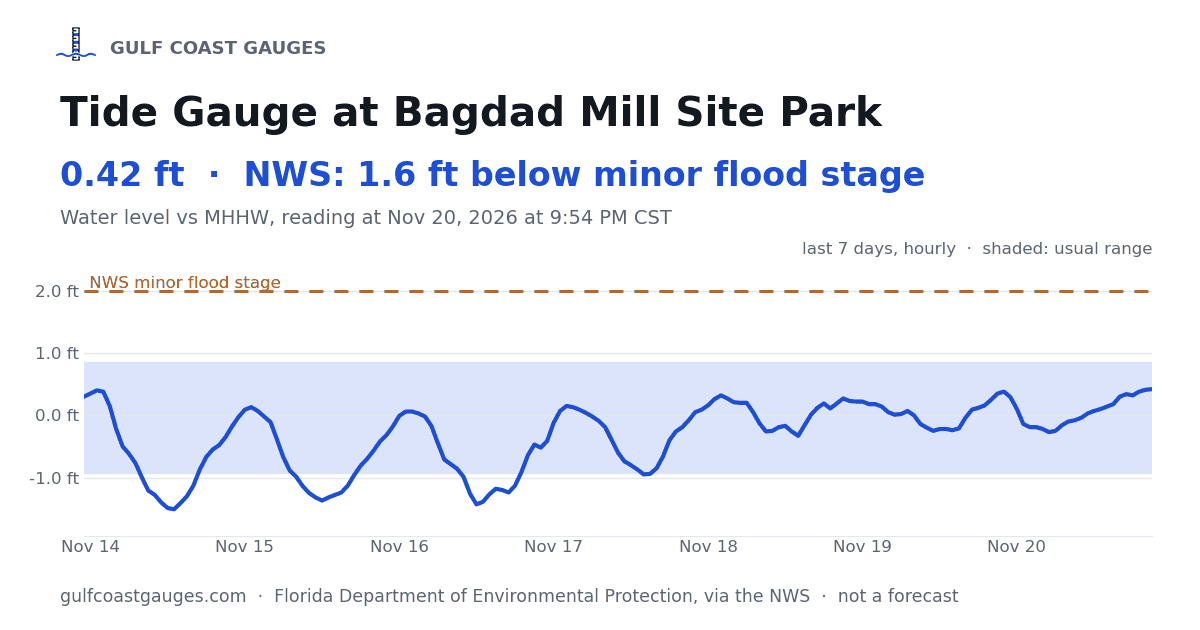 GULF COAST GAUGES
Tide Gauge at Bagdad Mill Site Park
0.42 ft · NWS: 1.6 ft below minor flood stage
Water level vs MHHW, reading at Nov 20, 2026 at 9:54 PM CST
last 7 days, hourly · shaded: usual range
NWS minor flood stage
2.0 ft
1.0 ft
0.0 ft
-1.0 ft
Nov 14 Nov 15 Nov 16 Nov 17 Nov 18 Nov 19 Nov 20
gulfcoastgauges.com · Florida Department of Environmental Protection, via the NWS · not a forecast